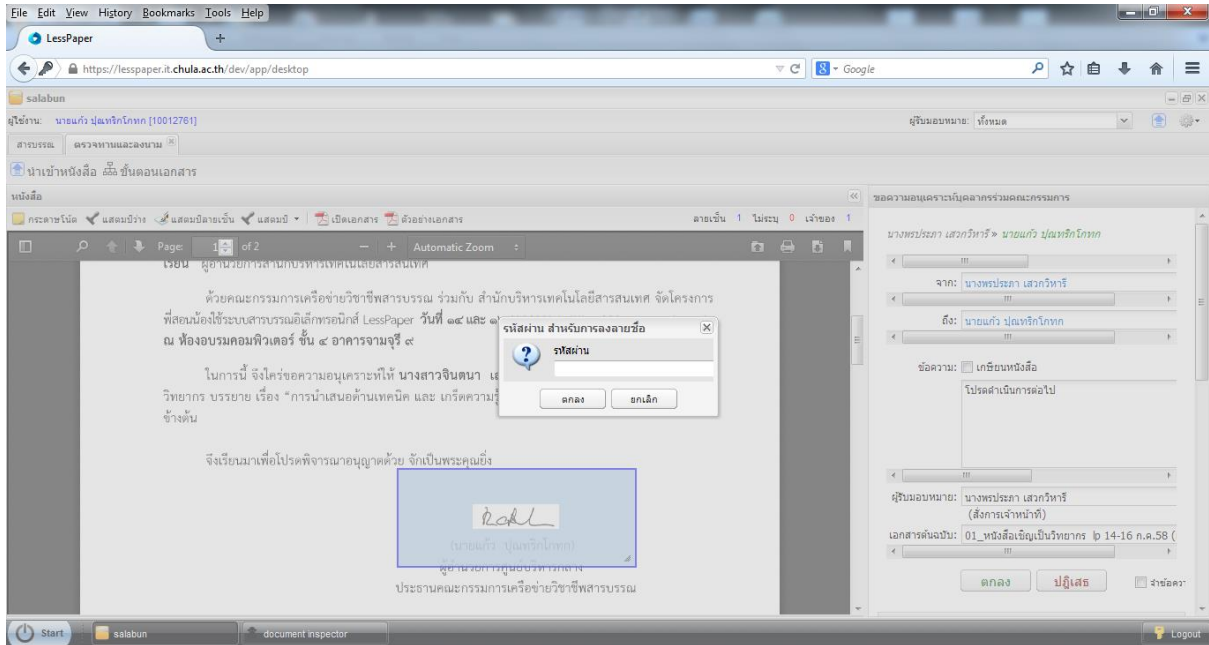 File Edit View History Bookmarks Tools Help
LessPaper
https://lesspaper.it.chula.ac.th/dev/app/desktop
Google
salabun
ผู้ใช้งาน: นายแก้ว ปุณฑริกโกทก [10012761]
ผู้รับมอบหมาย: ทั้งหมด
สารบรรณ ตรวจทานและลงนาม
นำเข้าหนังสือ ขั้นตอนเอกสาร
หนังสือ
กระดาษโน้ต แสตมป์ว่าง แสตมป์ลายเซ็น แสตมป์ เปิดเอกสาร ตัวอย่างเอกสาร
ลายเซ็น 1 ไม่ระบุ 0 เจ้าของ 1
Page: 1 of 2 Automatic Zoom
เรียน ผู้อำนวยการสำนักบริหารเทคโนโลยีสารสนเทศ
ด้วยคณะกรรมการเครือข่ายวิชาชีพสารบรรณ ร่วมกับ สำนักบริหารเทคโนโลยีสารสนเทศ จัดโครงการ
พี่สอนน้องใช้ระบบสารบรรณอิเล็กทรอนิกส์ LessPaper วันที่ ๑๔ และ
ณ ห้องอบรมคอมพิวเตอร์ ชั้น ๔ อาคารจามจุรี ๙
ในการนี้ จึงใคร่ขอความอนุเคราะห์ให้ นางสาวจินตนา
วิทยากร บรรยาย เรื่อง "การนำเสนอด้านเทคนิค และ เกร็ดความรู้
ข้างต้น
จึงเรียนมาเพื่อโปรดพิจารณาอนุญาตด้วย จักเป็นพระคุณยิ่ง
(นายแก้ว ปุณฑริกโกทก)
ผู้อำนวยการศูนย์บริหารกลาง
ประธานคณะกรรมการเครือข่ายวิชาชีพสารบรรณ
รหัสผ่าน สำหรับการลงลายชื่อ
รหัสผ่าน
ตกลง ยกเลิก
ขอความอนุเคราะห์บุคลากรร่วมคณะกรรมการ
นางพรประภา เสวกวิหารี » นายแก้ว ปุณฑริกโกทก
จาก: นางพรประภา เสวกวิหารี
ถึง: นายแก้ว ปุณฑริกโกทก
ข้อความ: เกษียนหนังสือ
โปรดดำเนินการต่อไป
ผู้รับมอบหมาย: นางพรประภา เสวกวิหารี
(สั่งการเจ้าหน้าที่)
เอกสารต้นฉบับ: 01_หนังสือเชิญเป็นวิทยากร lp 14-16 ก.ค.58 (
ตกลง ปฏิเสธ จำข้อคว
Start salabun document inspector Logout